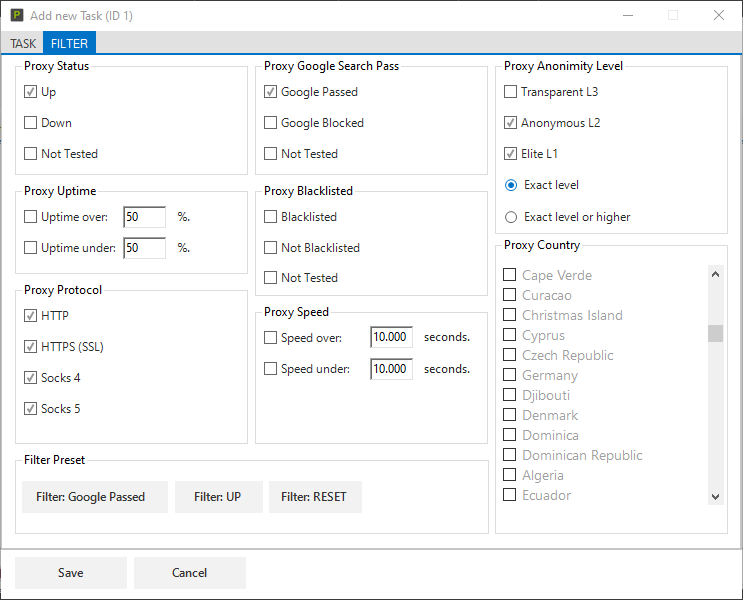 P Add new Task (ID 1)
TASK FILTER
Proxy Status
Up
Down
Not Tested
Proxy Uptime
Uptime over: 50 %.
Uptime under: 50 %.
Proxy Protocol
HTTP
HTTPS (SSL)
Socks 4
Socks 5
Proxy Google Search Pass
Google Passed
Google Blocked
Not Tested
Proxy Blacklisted
Blacklisted
Not Blacklisted
Not Tested
Proxy Speed
Speed over: 10.000 seconds.
Speed under: 10.000 seconds.
Proxy Anonimity Level
Transparent L3
Anonymous L2
Elite L1
Exact level
Exact level or higher
Proxy Country
Cape Verde
Curacao
Christmas Island
Cyprus
Czech Republic
Germany
Djibouti
Denmark
Dominica
Dominican Republic
Algeria
Ecuador
Filter Preset
Filter: Google Passed Filter: UP Filter: RESET
Save Cancel